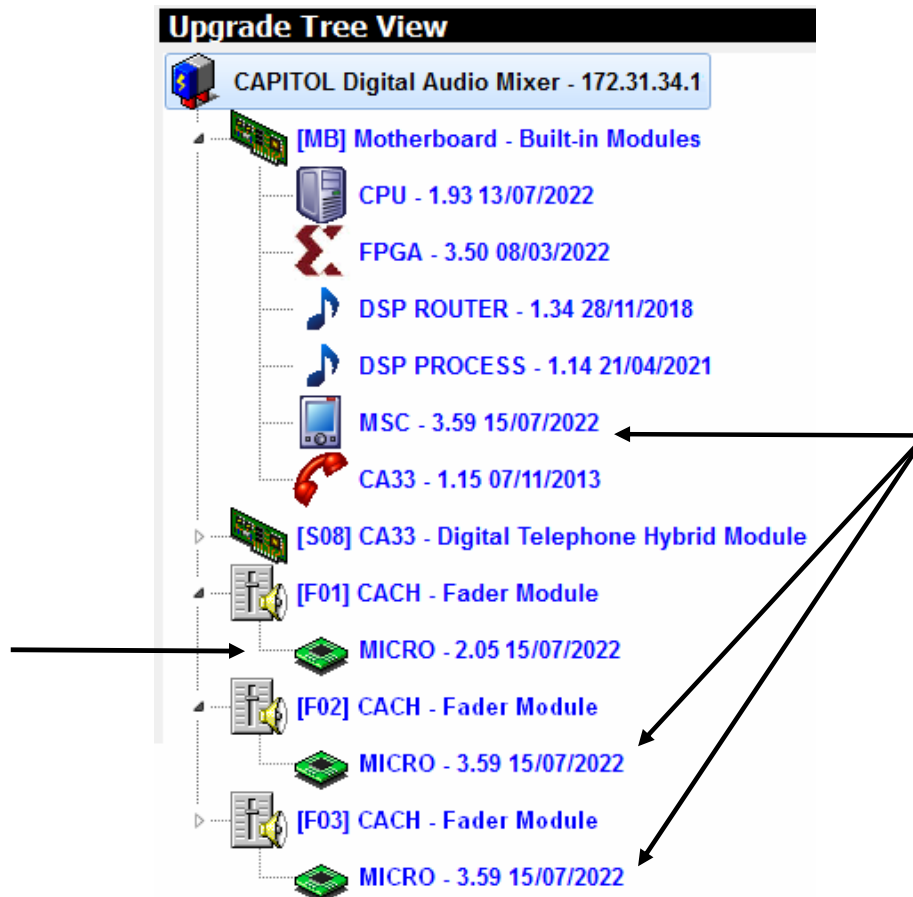 Upgrade Tree View
CAPITOL Digital Audio Mixer - 172.31.34.1
[MB] Motherboard - Built-in Modules
CPU - 1.93 13/07/2022
FPGA - 3.50 08/03/2022
DSP ROUTER - 1.34 28/11/2018
DSP PROCESS - 1.14 21/04/2021
MSC - 3.59 15/07/2022
CA33 - 1.15 07/11/2013
[S08] CA33 - Digital Telephone Hybrid Module
[F01] CACH - Fader Module
MICRO - 2.05 15/07/2022
[F02] CACH - Fader Module
MICRO - 3.59 15/07/2022
[F03] CACH - Fader Module
MICRO - 3.59 15/07/2022